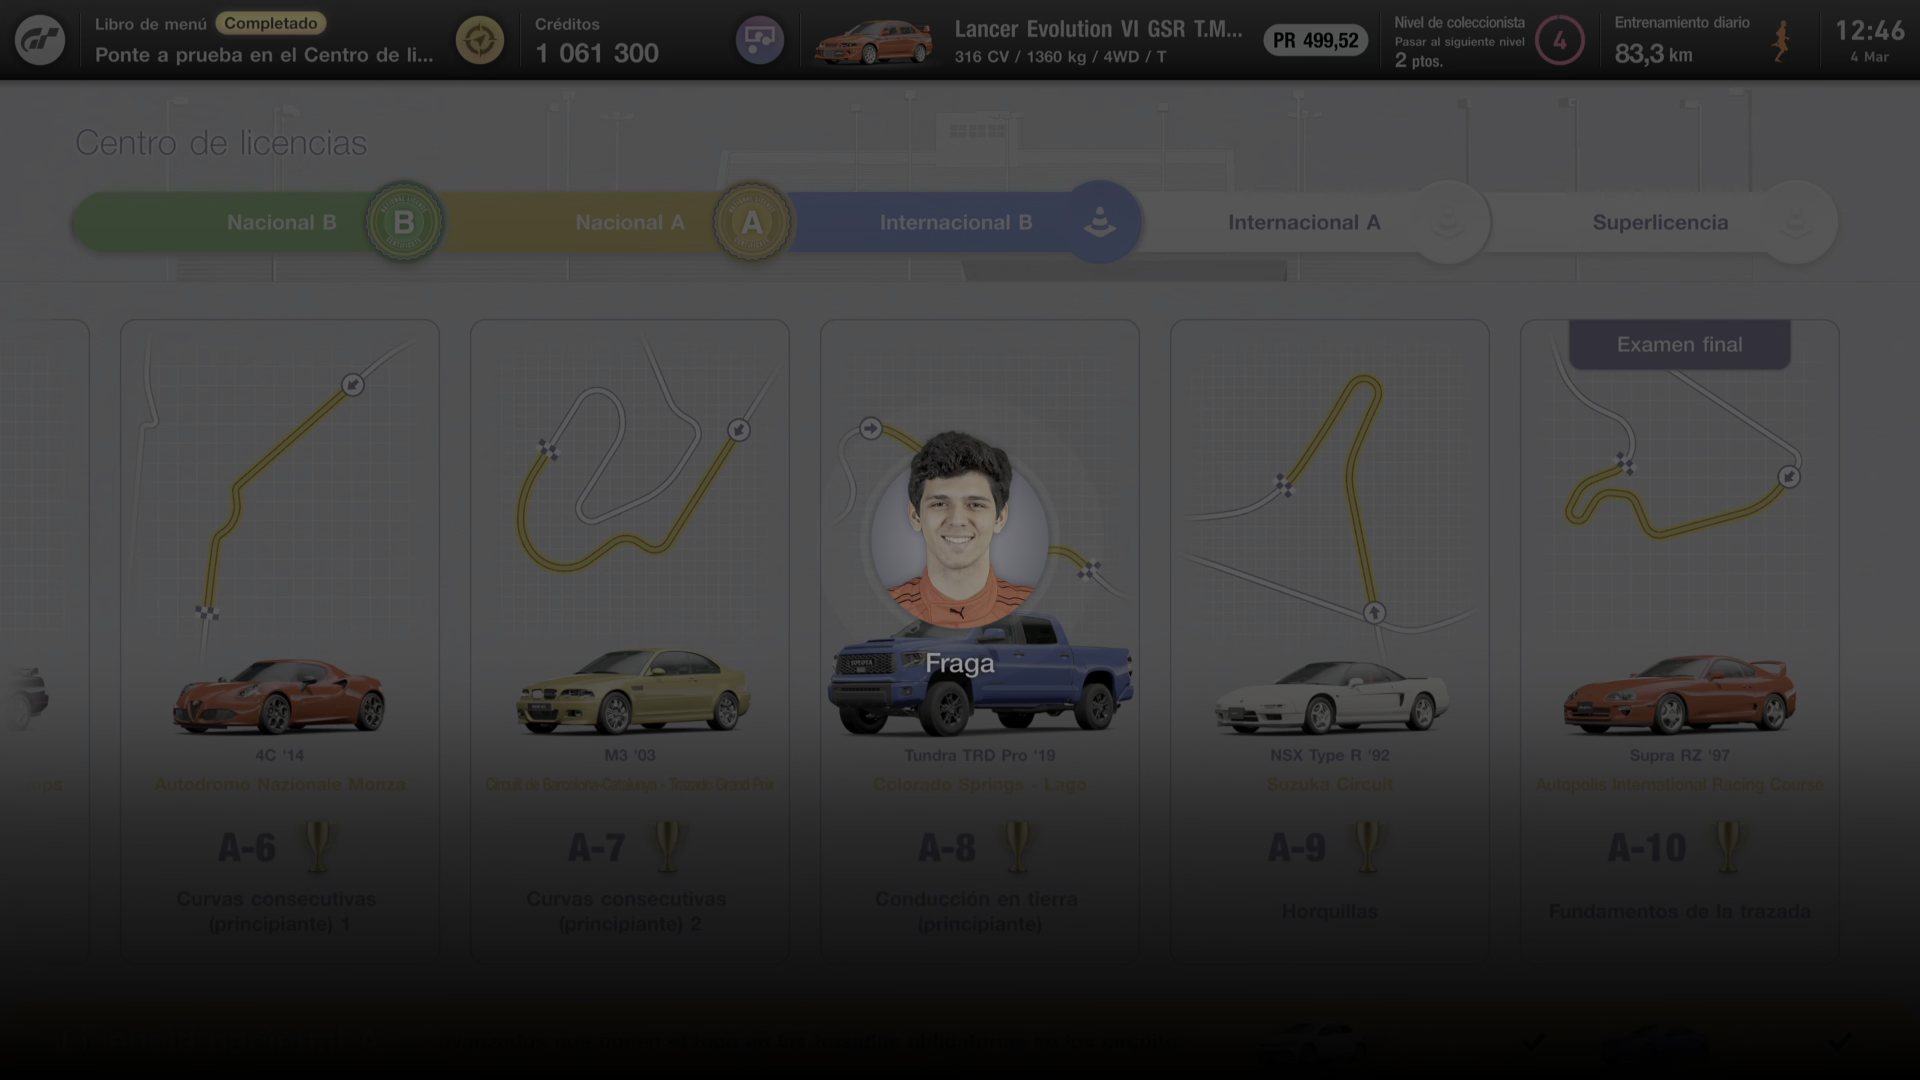 Libro de menú Completado
Ponte a prueba en el Centro de li...
Créditos
1 061 300
Lancer Evolution VI GSR T.M...
316 CV / 1360 kg / 4WD / T
PR 499,52
Nivel de coleccionista
Pasar al siguiente nivel
2 ptos.
4
Entrenamiento diario
83,3 km
12:46
4 Mar
Centro de licencias
Nacional B
B
Nacional A
A
Internacional B
Internacional A
Superlicencia
Examen final
Fraga
4C '14
Autodromo Nazionale Monza
A-6
Curvas consecutivas
(principiante) 1
M3 '03
Circuit de Barcelona-Catalunya - Trazado Grand Prix
A-7
Curvas consecutivas
(principiante) 2
Tundra TRD Pro '19
Colorado Springs - Lago
A-8
Conducción en tierra
(principiante)
NSX Type R '92
Suzuka Circuit
A-9
Horquillas
Supra RZ '97
Autopolis International Racing Course
A-10
Fundamentos de la trazada